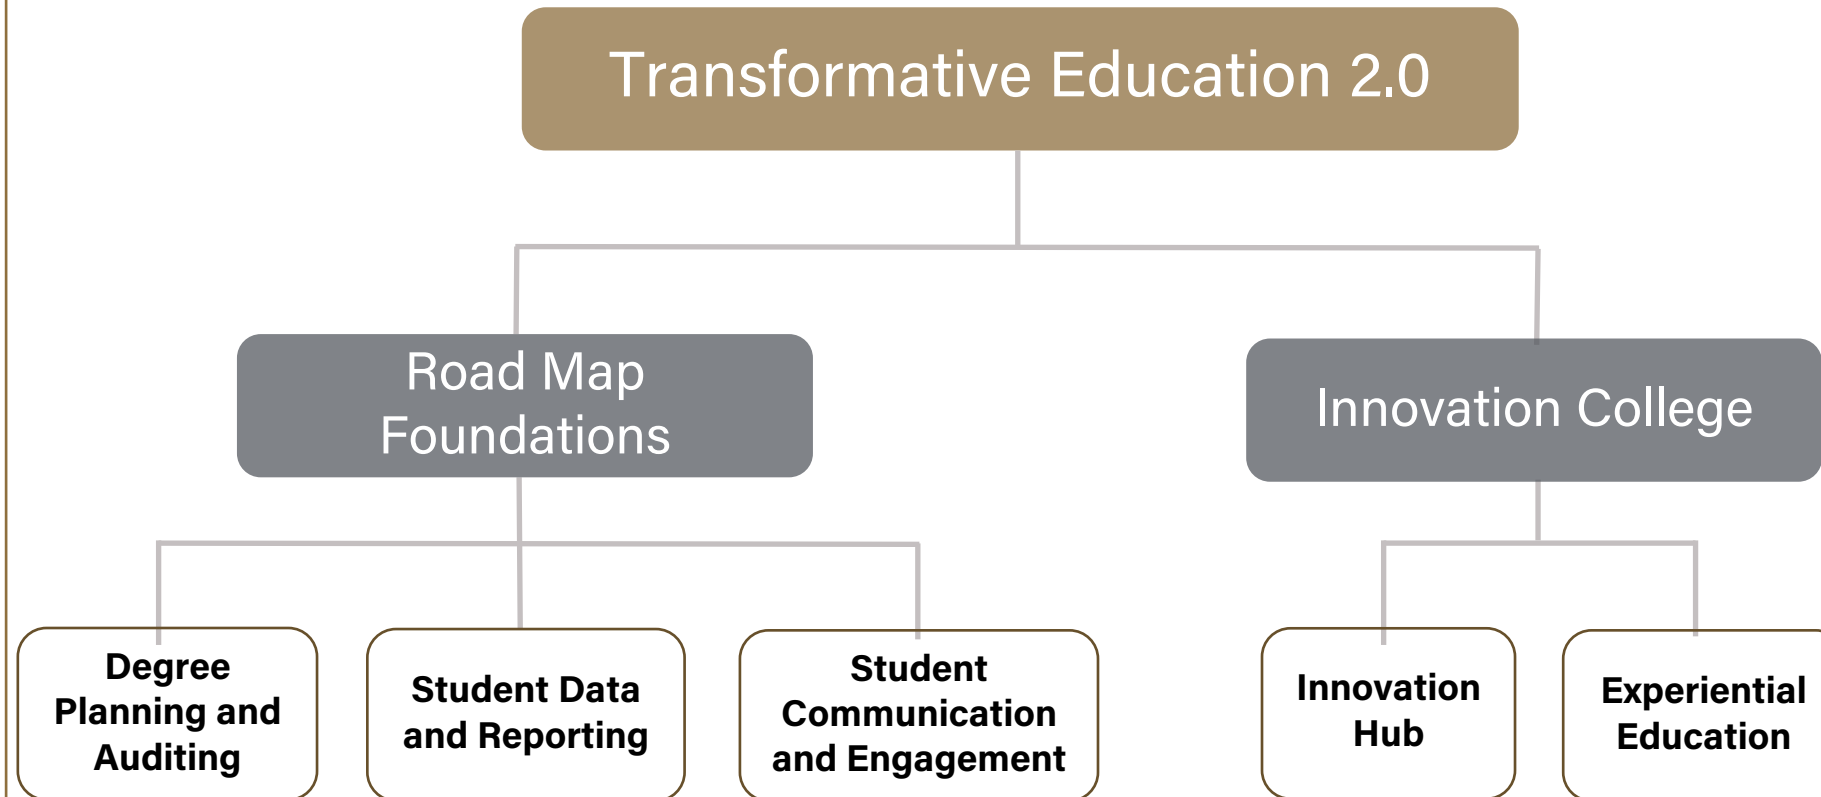 Transformative Education 2.0
Road Map
Foundations
Innovation College
Degree
Planning and
Auditing
Student Data
and Reporting
Student
Communication
and Engagement
Innovation
Hub
Experiential
Education